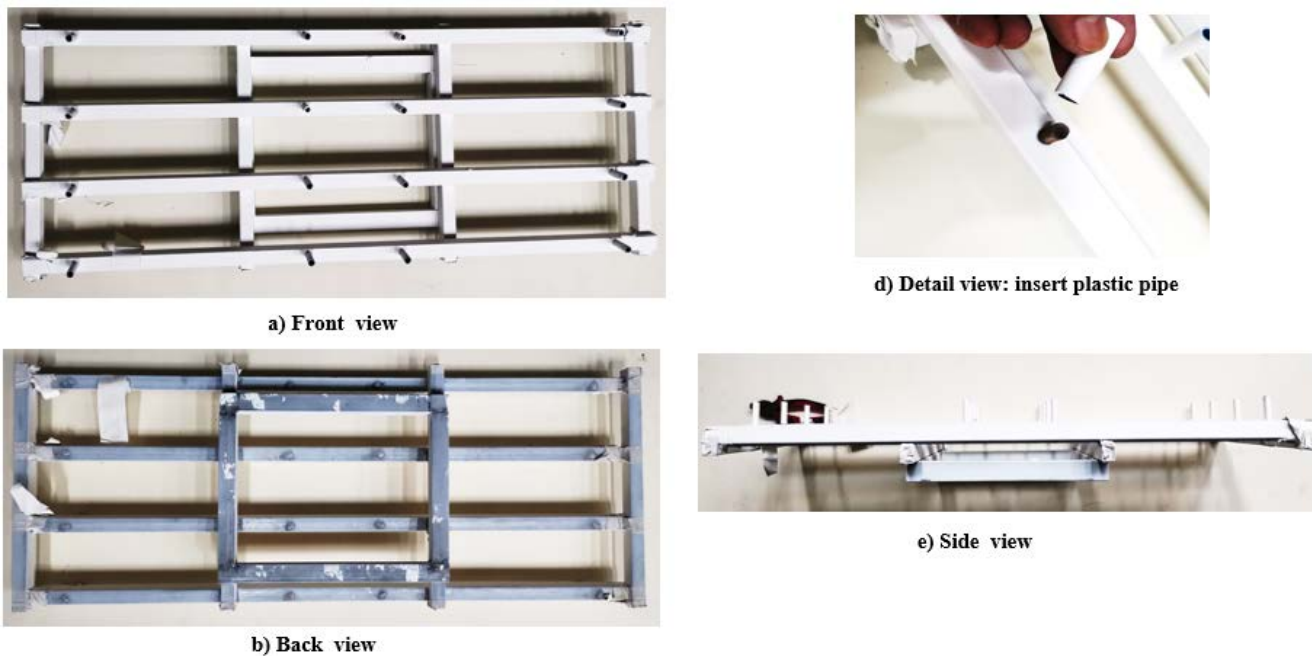 a) Front  view
d) Detail view: insert plastic pipe
b) Back  view
e) Side  view